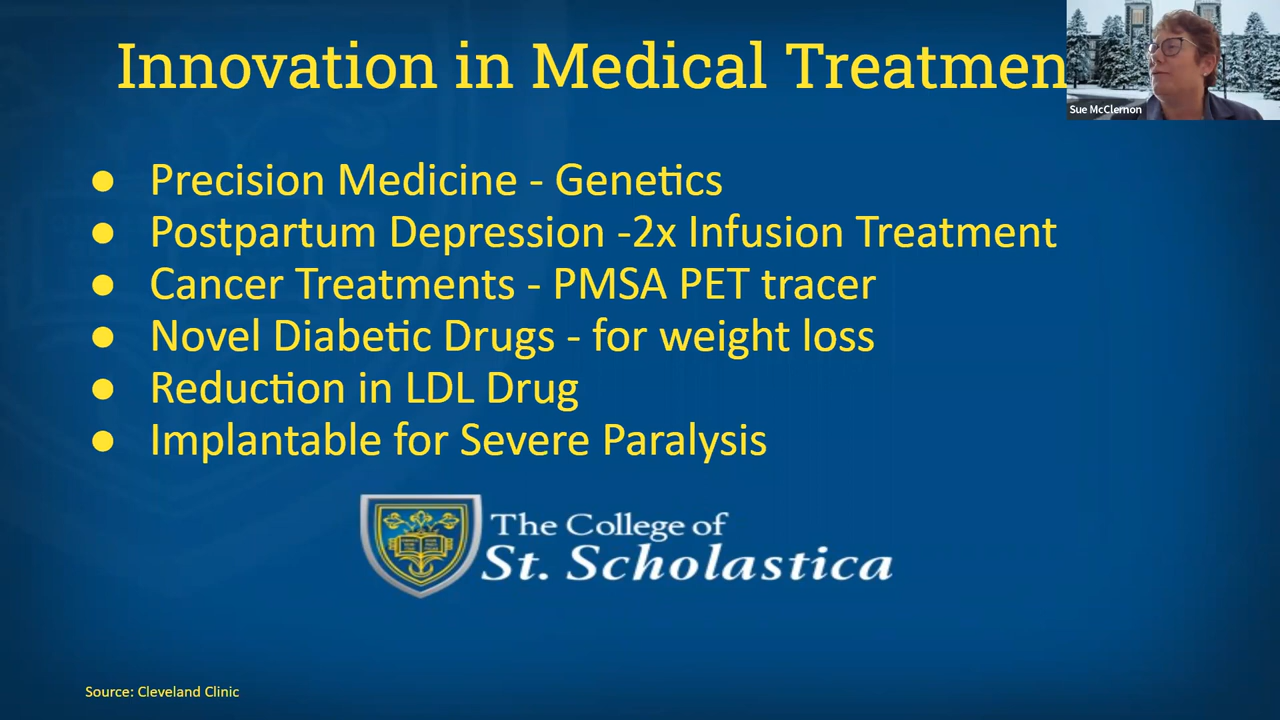 Innovation in Medical Treatmen
Sue McClernon
● Precision Medicine - Genetics
● Postpartum Depression -2x Infusion Treatment
● Cancer Treatments - PMSA PET tracer
● Novel Diabetic Drugs - for weight loss
● Reduction in LDL Drug
● Implantable for Severe Paralysis
The College of
St. Scholastica
Source: Cleveland Clinic